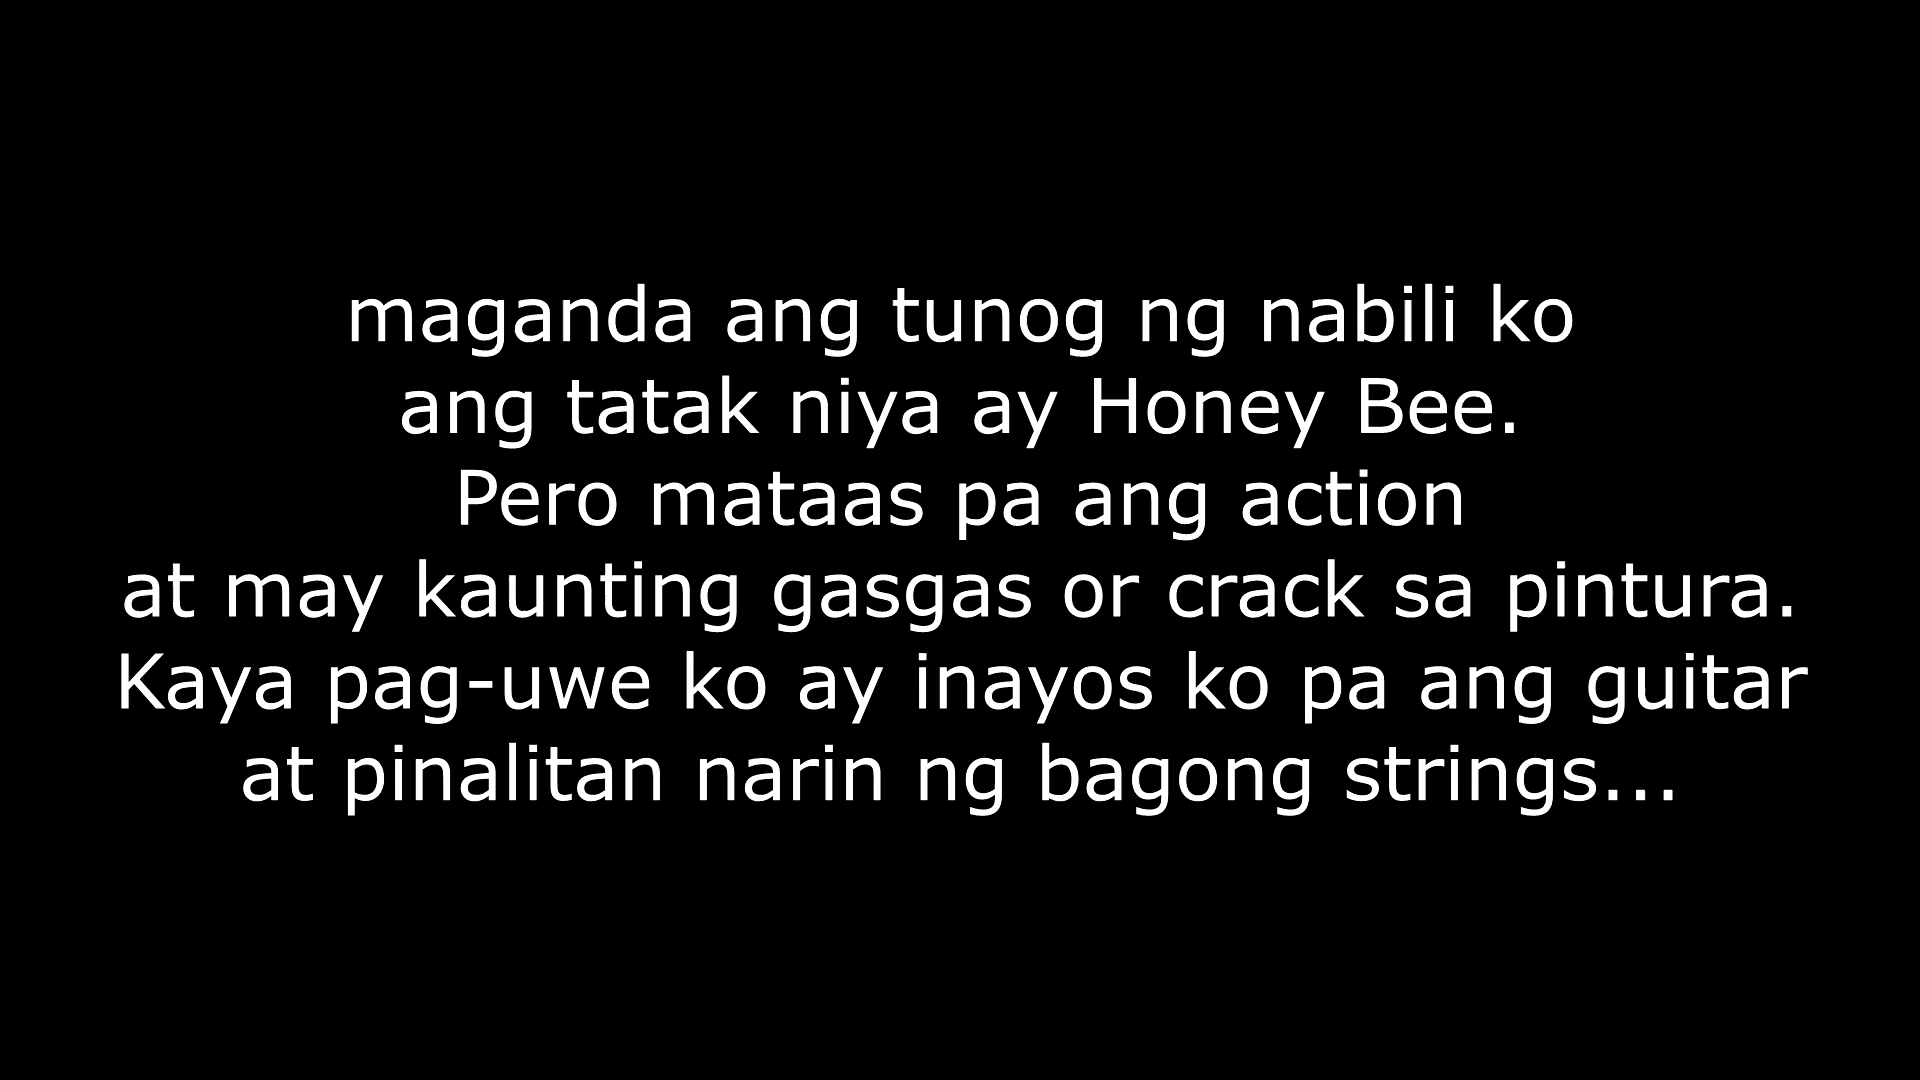 maganda ang tunog ng nabili ko
ang tatak niya ay Honey Bee.
Pero mataas pa ang action
at may kaunting gasgas or crack sa pintura.
Kaya pag-uwe ko ay inayos ko pa ang guitar
at pinalitan narin ng bagong strings...